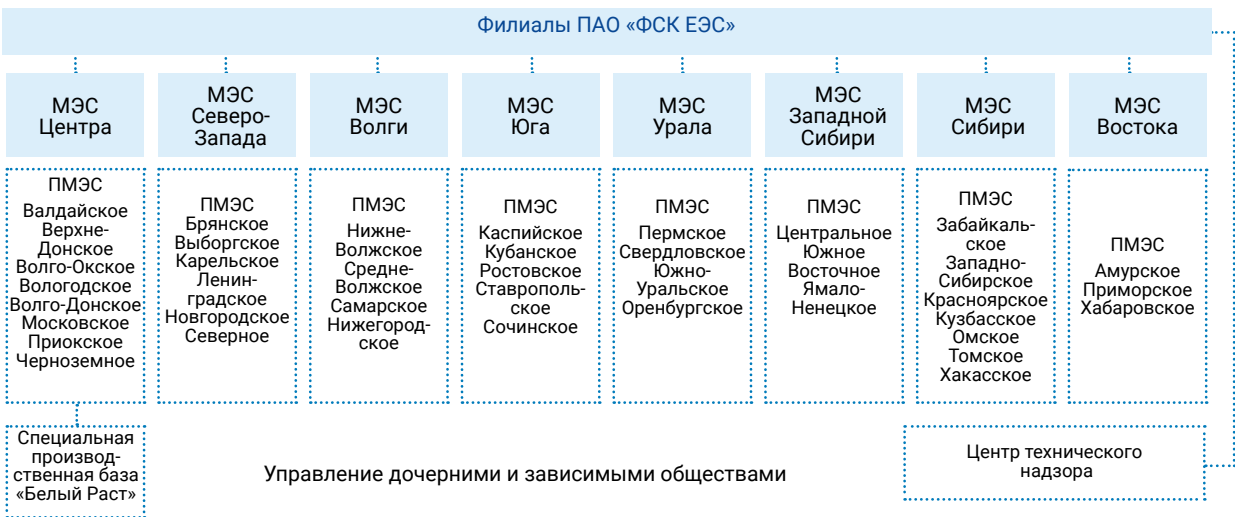 Филиалы ПАО «ФСК ЕЭС»
МЭС
Центра
МЭС
Северо-
Запада
МЭС
Волги
МЭС
Юга
МЭС
Урала
МЭС
Западной
Сибири
МЭС
Сибири
МЭС
Востока
ПМЭС
Валдайское
Верхне-
Донское
Волго-Окское
Вологодское
Волго-Донское
Московское
Приокское
Черноземное
ПМЭС
Брянское
Выборгское
Карельское
Ленин-
градское
Новгородское
Северное
ПМЭС
Нижне-
Волжское
Средне-
Волжское
Самарское
Нижегород-
ское
ПМЭС
Каспийское
Кубанское
Ростовское
Ставрополь-
ское
Сочинское
ПМЭС
Пермское
Свердловское
Южно-
Уральское
Оренбургское
ПМЭС
Центральное
Южное
Восточное
Ямало-
Ненецкое
ПМЭС
Забайкаль-
ское
Западно-
Сибирское
Красноярское
Кузбасское
Омское
Томское
Хакасское
ПМЭС
Амурское
Приморское
Хабаровское
Специальная
производ-
ственная база
«Белый Раст»
Управление дочерними и зависимыми обществами
Центр технического
надзора